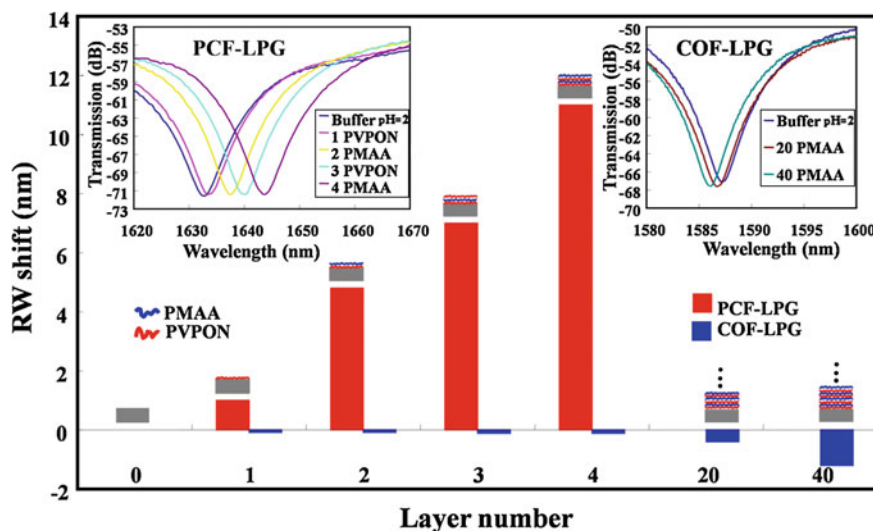 14
12
10
8
6
4
2
0
-2
RW shift (nm)
-53
-55
-57
-59
-61
-63
-65
-67
-69
-71
-73
Transmission (dB)
PCF-LPG
Buffer pH=2
1 PVPON
2 PMAA
3 PVPON
4 PMAA
1620 1630 1640 1650 1660 1670
Wavelength (nm)
-50
-52
-54
-56
-58
-60
-62
-64
-66
-68
-70
Transmission (dB)
COF-LPG
Buffer pH=2
20 PMAA
40 PMAA
1580 1585 1590 1595 1600
Wavelength (nm)
PMAA
PVPON
PCF-LPG
COF-LPG
0 1 2 3 4 20 40
Layer number